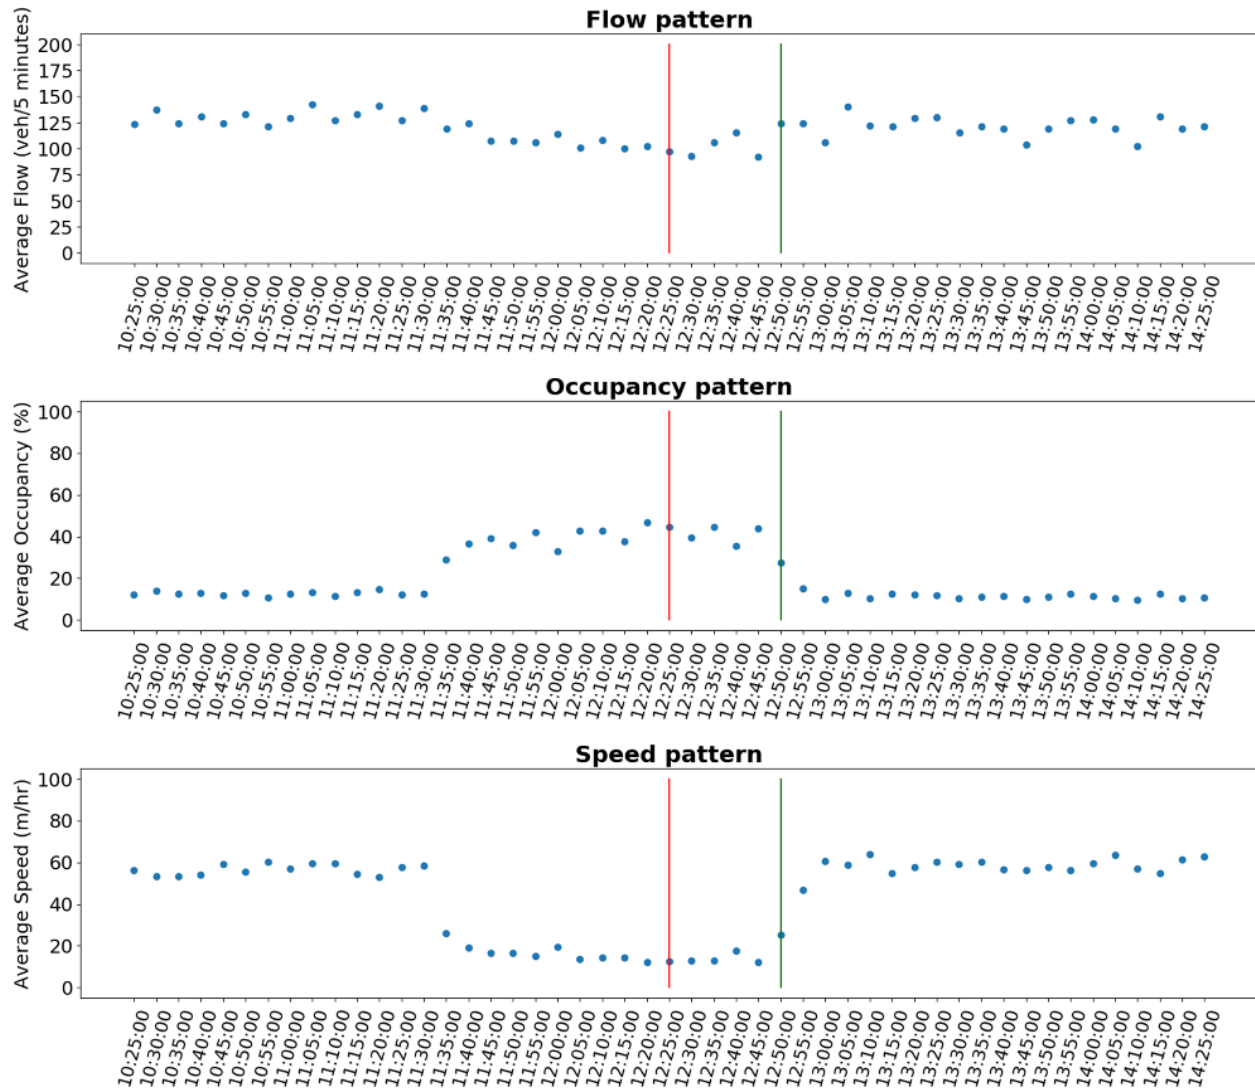 Flow pattern
Average Flow (veh/5 minutes)
200
175
150
125
100
75
50
25
0
10:25:00 10:30:00 10:35:00 10:40:00 10:45:00 10:50:00 10:55:00 11:00:00 11:05:00 11:10:00 11:15:00 11:20:00 11:25:00 11:30:00 11:35:00 11:40:00 11:45:00 11:50:00 11:55:00 12:00:00 12:05:00 12:10:00 12:15:00 12:20:00 12:25:00 12:30:00 12:35:00 12:40:00 12:45:00 12:50:00 12:55:00 13:00:00 13:05:00 13:10:00 13:15:00 13:20:00 13:25:00 13:30:00 13:35:00 13:40:00 13:45:00 13:50:00 13:55:00 14:00:00 14:05:00 14:10:00 14:15:00 14:20:00 14:25:00
Occupancy pattern
Average Occupancy (%)
100
80
60
40
20
0
10:25:00 10:30:00 10:35:00 10:40:00 10:45:00 10:50:00 10:55:00 11:00:00 11:05:00 11:10:00 11:15:00 11:20:00 11:25:00 11:30:00 11:35:00 11:40:00 11:45:00 11:50:00 11:55:00 12:00:00 12:05:00 12:10:00 12:15:00 12:20:00 12:25:00 12:30:00 12:35:00 12:40:00 12:45:00 12:50:00 12:55:00 13:00:00 13:05:00 13:10:00 13:15:00 13:20:00 13:25:00 13:30:00 13:35:00 13:40:00 13:45:00 13:50:00 13:55:00 14:00:00 14:05:00 14:10:00 14:15:00 14:20:00 14:25:00
Speed pattern
Average Speed (m/hr)
100
80
60
40
20
0
10:25:00 10:30:00 10:35:00 10:40:00 10:45:00 10:50:00 10:55:00 11:00:00 11:05:00 11:10:00 11:15:00 11:20:00 11:25:00 11:30:00 11:35:00 11:40:00 11:45:00 11:50:00 11:55:00 12:00:00 12:05:00 12:10:00 12:15:00 12:20:00 12:25:00 12:30:00 12:35:00 12:40:00 12:45:00 12:50:00 12:55:00 13:00:00 13:05:00 13:10:00 13:15:00 13:20:00 13:25:00 13:30:00 13:35:00 13:40:00 13:45:00 13:50:00 13:55:00 14:00:00 14:05:00 14:10:00 14:15:00 14:20:00 14:25:00